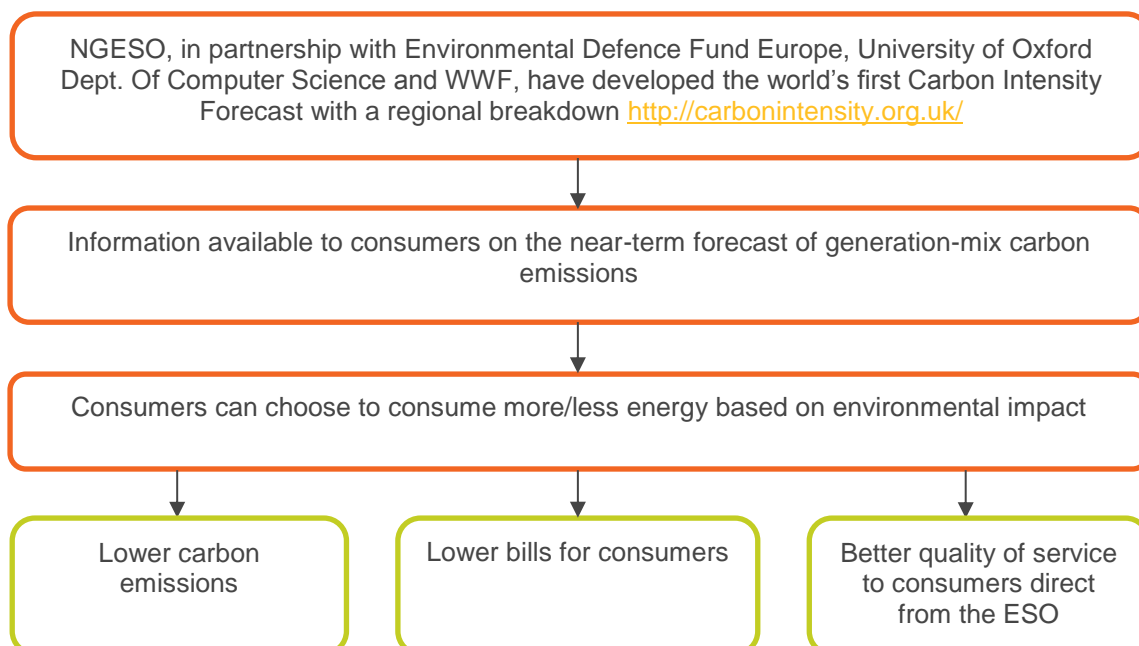 NGESO, in partnership with Environmental Defence Fund Europe, University of Oxford
Dept. Of Computer Science and WWF, have developed the world’s first Carbon Intensity
Forecast with a regional breakdown http://carbonintensity.org.uk/
Information available to consumers on the near-term forecast of generation-mix carbon
emissions
Consumers can choose to consume more/less energy based on environmental impact
Lower carbon
emissions
Lower bills for consumers
Better quality of service
to consumers direct
from the ESO